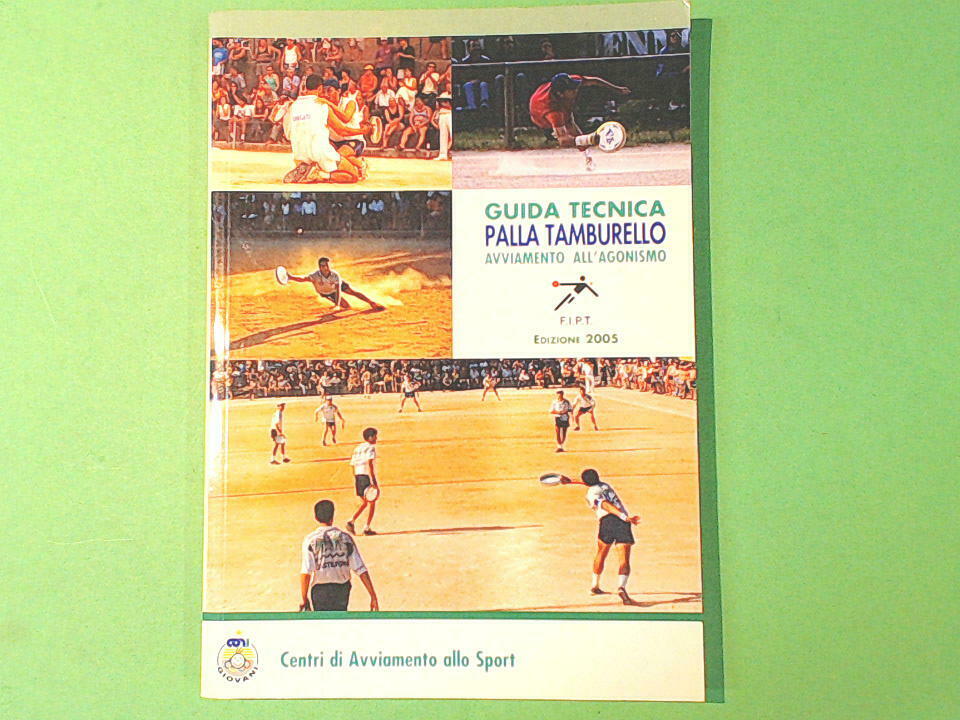 GUIDA TECNICA
PALLA TAMBURELLO
AVVIAMENTO ALL'AGONISMO
F.I.P.T.
EDIZIONE 2005
GIOVANI
Centri di Avviamento allo Sport